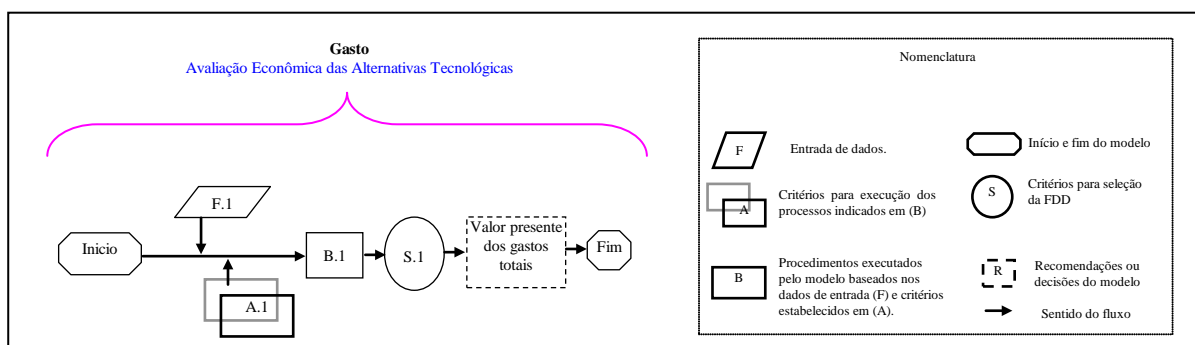 Gasto
Avaliação Econômica das Alternativas Tecnológicas
F.1
Inicio
A.1
B.1
S.1
Valor presente
dos gastos
totais
Fim
Nomenclatura
F
Entrada de dados.
A
Critérios para execução dos
processos indicados em (B)
B
Procedimentos executados
pelo modelo baseados nos
dados de entrada (F) e critérios
estabelecidos em (A).
Início e fim do modelo
S
Critérios para seleção
da FDD
R
Recomendações ou
decisões do modelo
Sentido do fluxo